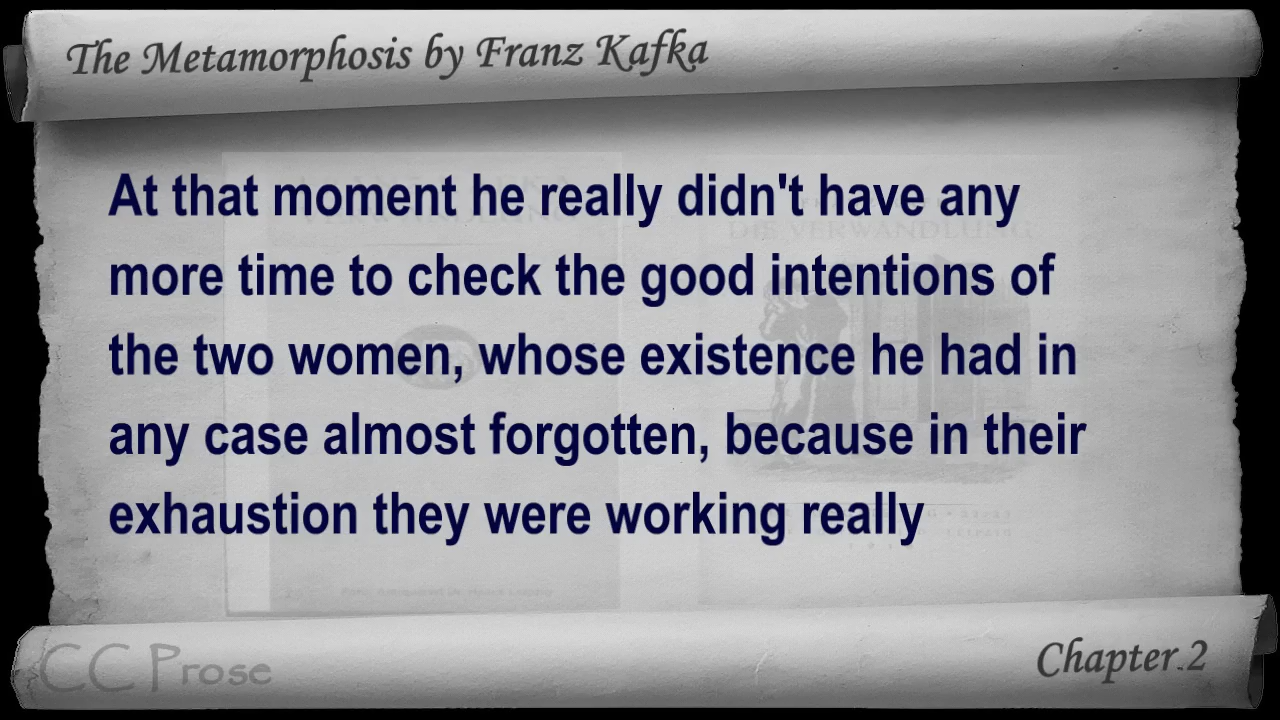 The Metamorphosis by Franz Kafka
At that moment he really didn't have any
more time to check the good intentions of
the two women, whose existence he had in
any case almost forgotten, because in their
exhaustion they were working really
CC Prose
Chapter 2
DIE VERWANDLUNG